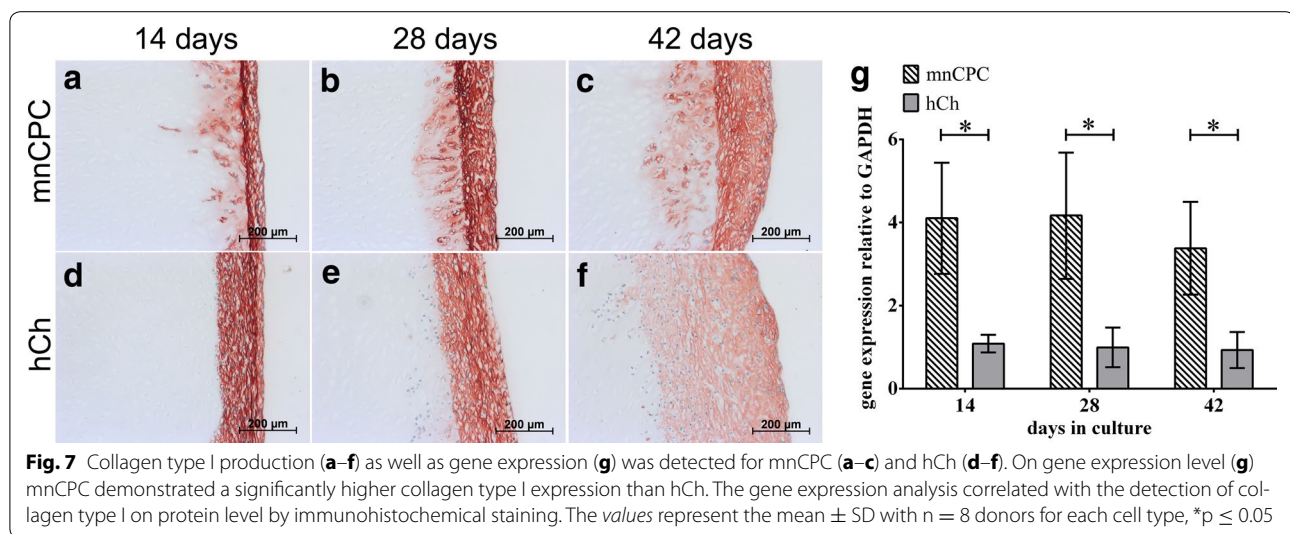 14 days 28 days 42 days
mnCPC
a b c
200 µm 200 µm 200 µm
hCh
d e f
200 µm 200 µm 200 µm
g
mnCPC
hCh
* * *
gene expression relative to GAPDH
6
4
2
0
14 28 42
days in culture
Fig. 7 Collagen type I production (a–f) as well as gene expression (g) was detected for mnCPC (a–c) and hCh (d–f). On gene expression level (g)
mnCPC demonstrated a significantly higher collagen type I expression than hCh. The gene expression analysis correlated with the detection of col-
lagen type I on protein level by immunohistochemical staining. The values represent the mean ± SD with n = 8 donors for each cell type, *p ≤ 0.05